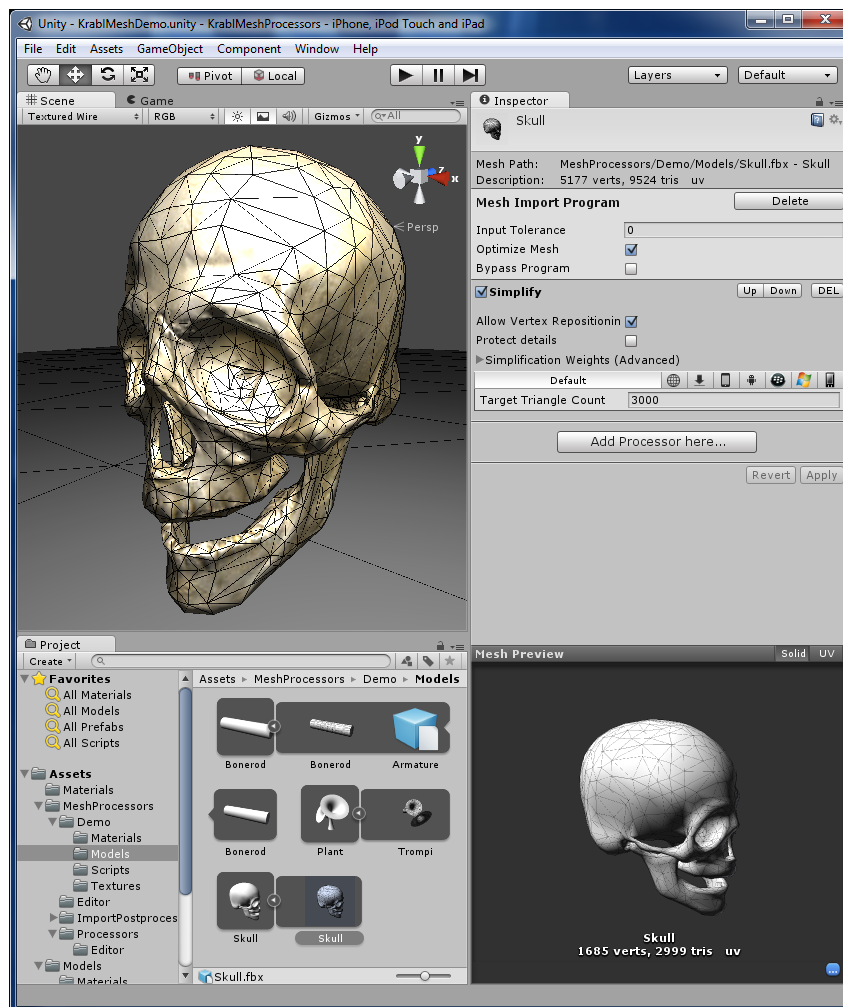 Unity - KrablMeshDemo.unity - KrablMeshProcessors - iPhone, iPod Touch and iPad
File Edit Assets GameObject Component Window Help
Pivot Local Layers Default
Scene Game
Textured Wire RGB Gizmos All
y
z
x
Persp
Inspector
Skull
Mesh Path: MeshProcessors/Demo/Models/Skull.fbx - Skull
Description: 5177 verts, 9524 tris uv
Mesh Import Program Delete
Input Tolerance 0
Optimize Mesh
Bypass Program
Simplify Up Down DEL
Allow Vertex Repositionin
Protect details
Simplification Weights (Advanced)
Default
Target Triangle Count 3000
Add Processor here...
Revert Apply
Project
Create
Favorites
All Materials
All Models
All Prefabs
All Scripts
Assets
Materials
MeshProcessors
Demo
Materials
Models
Scripts
Textures
Editor
ImportPostproces
Processors
Editor
Models
Materials
Assets MeshProcessors Demo Models
Bonerod Bonerod Armature
Bonerod Plant Trompi
Skull Skull
Skull.fbx
Mesh Preview Solid UV
Skull
1685 verts, 2999 tris uv